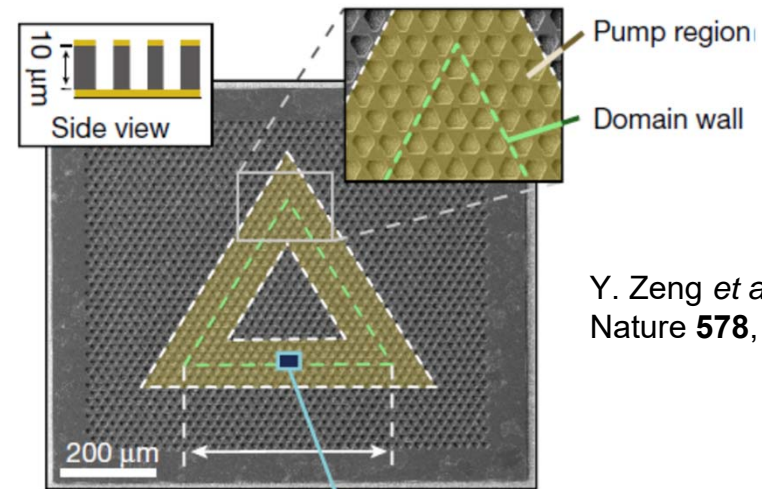 10 μm
Side view
Pump region
Domain wall
Y. Zeng et
Nature 578,
200 μm